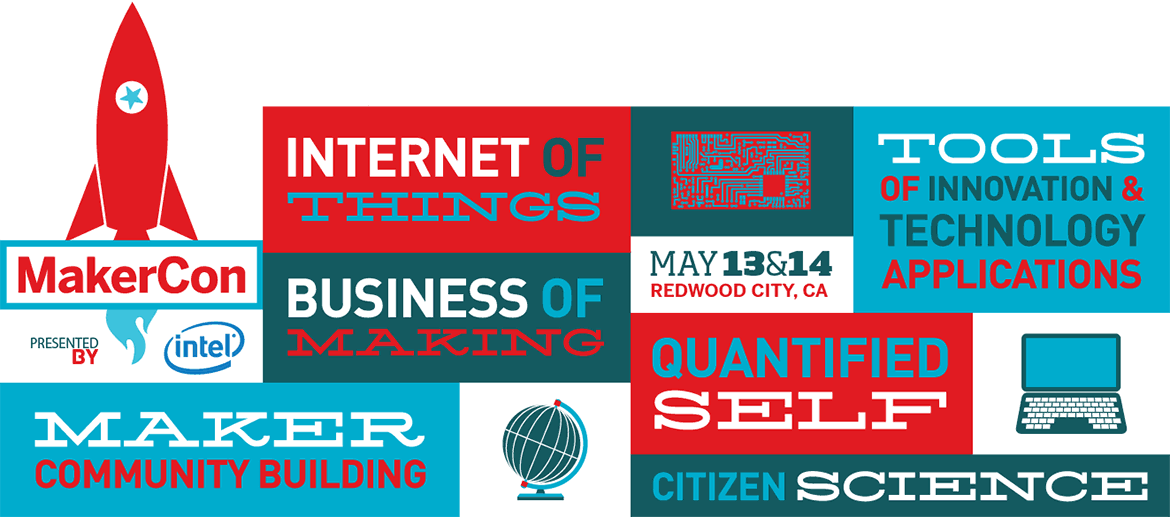 MakerCon
PRESENTED
BY
intel
INTERNET OF
THINGS
BUSINESS OF
MAKING
MAY 13&14
REDWOOD CITY, CA
TOOLS
OF INNOVATION &
TECHNOLOGY
APPLICATIONS
MAKER
COMMUNITY BUILDING
QUANTIFIED
SELF
CITIZEN SCIENCE